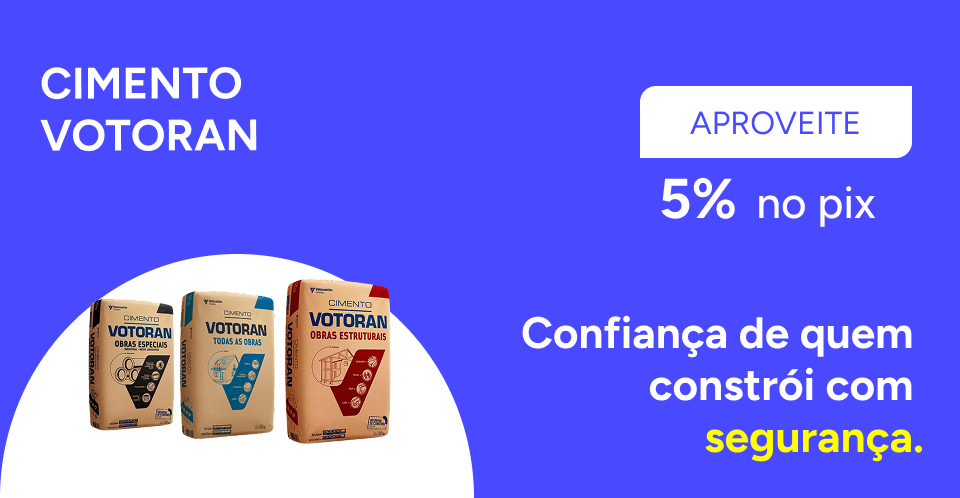 CIMENTO
VOTORAN
APROVEITE
5% no pix
Confiança de quem
constrói com
segurança.
CIMENTO
VOTORAN
OBRAS ESPECIAIS
CIMENTO
VOTORAN
TODAS AS OBRAS
CIMENTO
VOTORAN
OBRAS ESTRUTURAIS